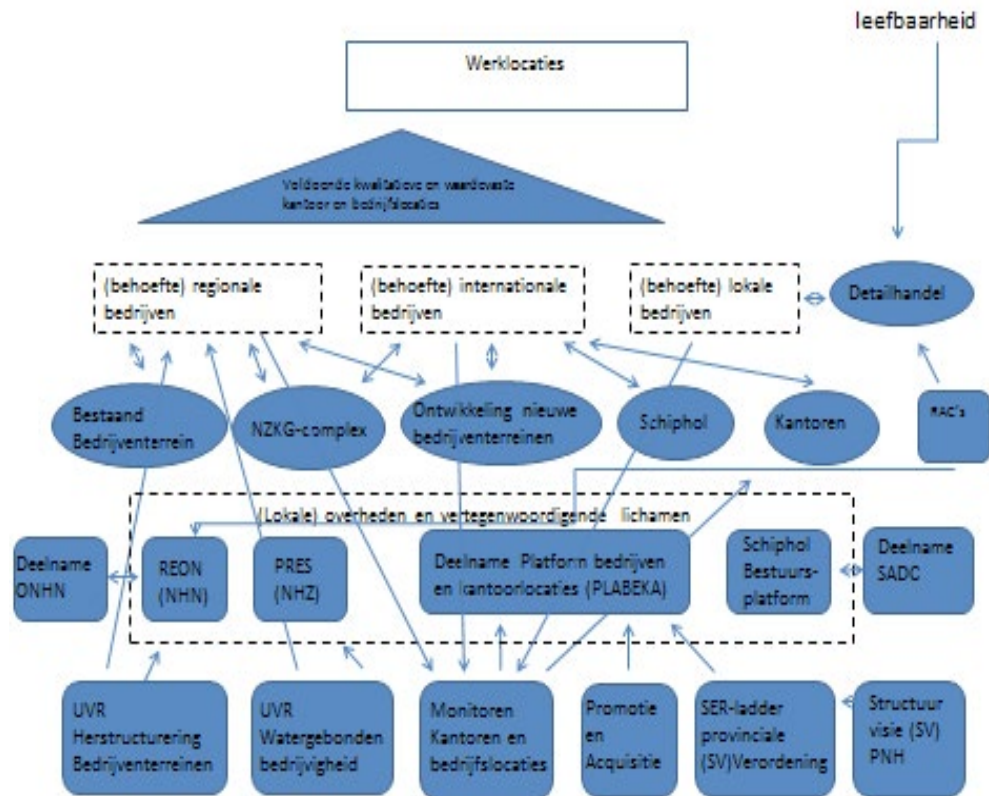 leefbaarheid
Werklocaties
Voldoende kwalitatieve en waardevaste
kantoor en bedrijfslocaties
(behoefte) regionale
bedrijven
(behoefte) internationale
bedrijven
(behoefte) lokale
bedrijven
Detailhandel
Bestaand
Bedrijventerrein
NZKG-complex
Ontwikkeling nieuwe
bedrijventerreinen
Schiphol
Kantoren
RAC's
(Lokale) overheden en vertegenwoordigende lichamen
Deelname
ONHN
REON
(NHN)
PRES
(NHZ)
Deelname Platform bedrijven
en kantoorlocaties (PLABEKA)
Schiphol
Bestuurs-
platform
Deelname
SADC
UVR
Herstructurering
Bedrijventerreinen
UVR
Watergebonden
bedrijvigheid
Monitoren
Kantoren en
bedrijfslocaties
Promotie
en
Acquisitie
SER-ladder
provinciale
(SV)Verordening
Structuur
visie (SV)
PNH